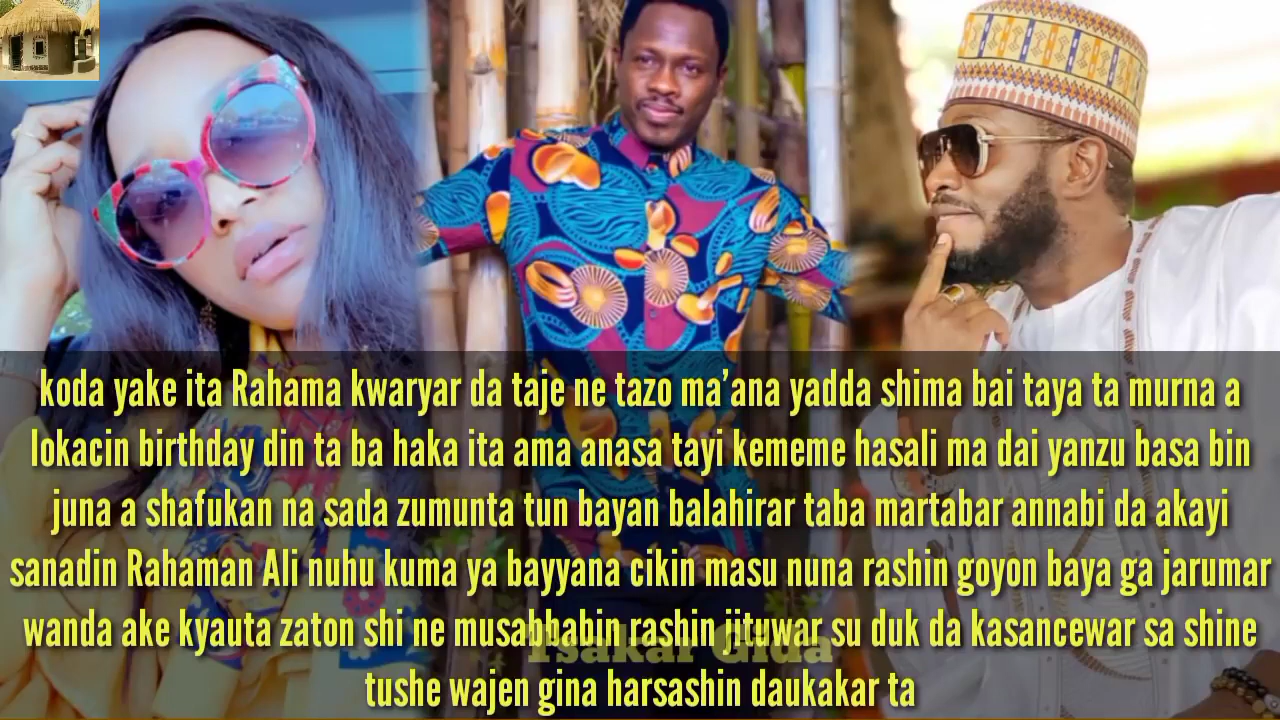 koda yake ita Rahama kwaryar da taje ne tazo ma'ana yadda shima bai taya ta murna a
lokacin birthday din ta ba haka ita ama anasa tayi kememe hasali ma dai yanzu basa bin
juna a shafukan na sada zumunta tun bayan balahirar taba martabar annabi da akayi
sanadin Rahaman Ali nuhu kuma ya bayyana cikin masu nuna rashin goyon baya ga jarumar
wanda ake kyauta zaton shi ne musabbabin rashin jituwar su duk da kasancewar sa shine
Tsakar Gida
tushe wajen gina harsashin daukakar ta